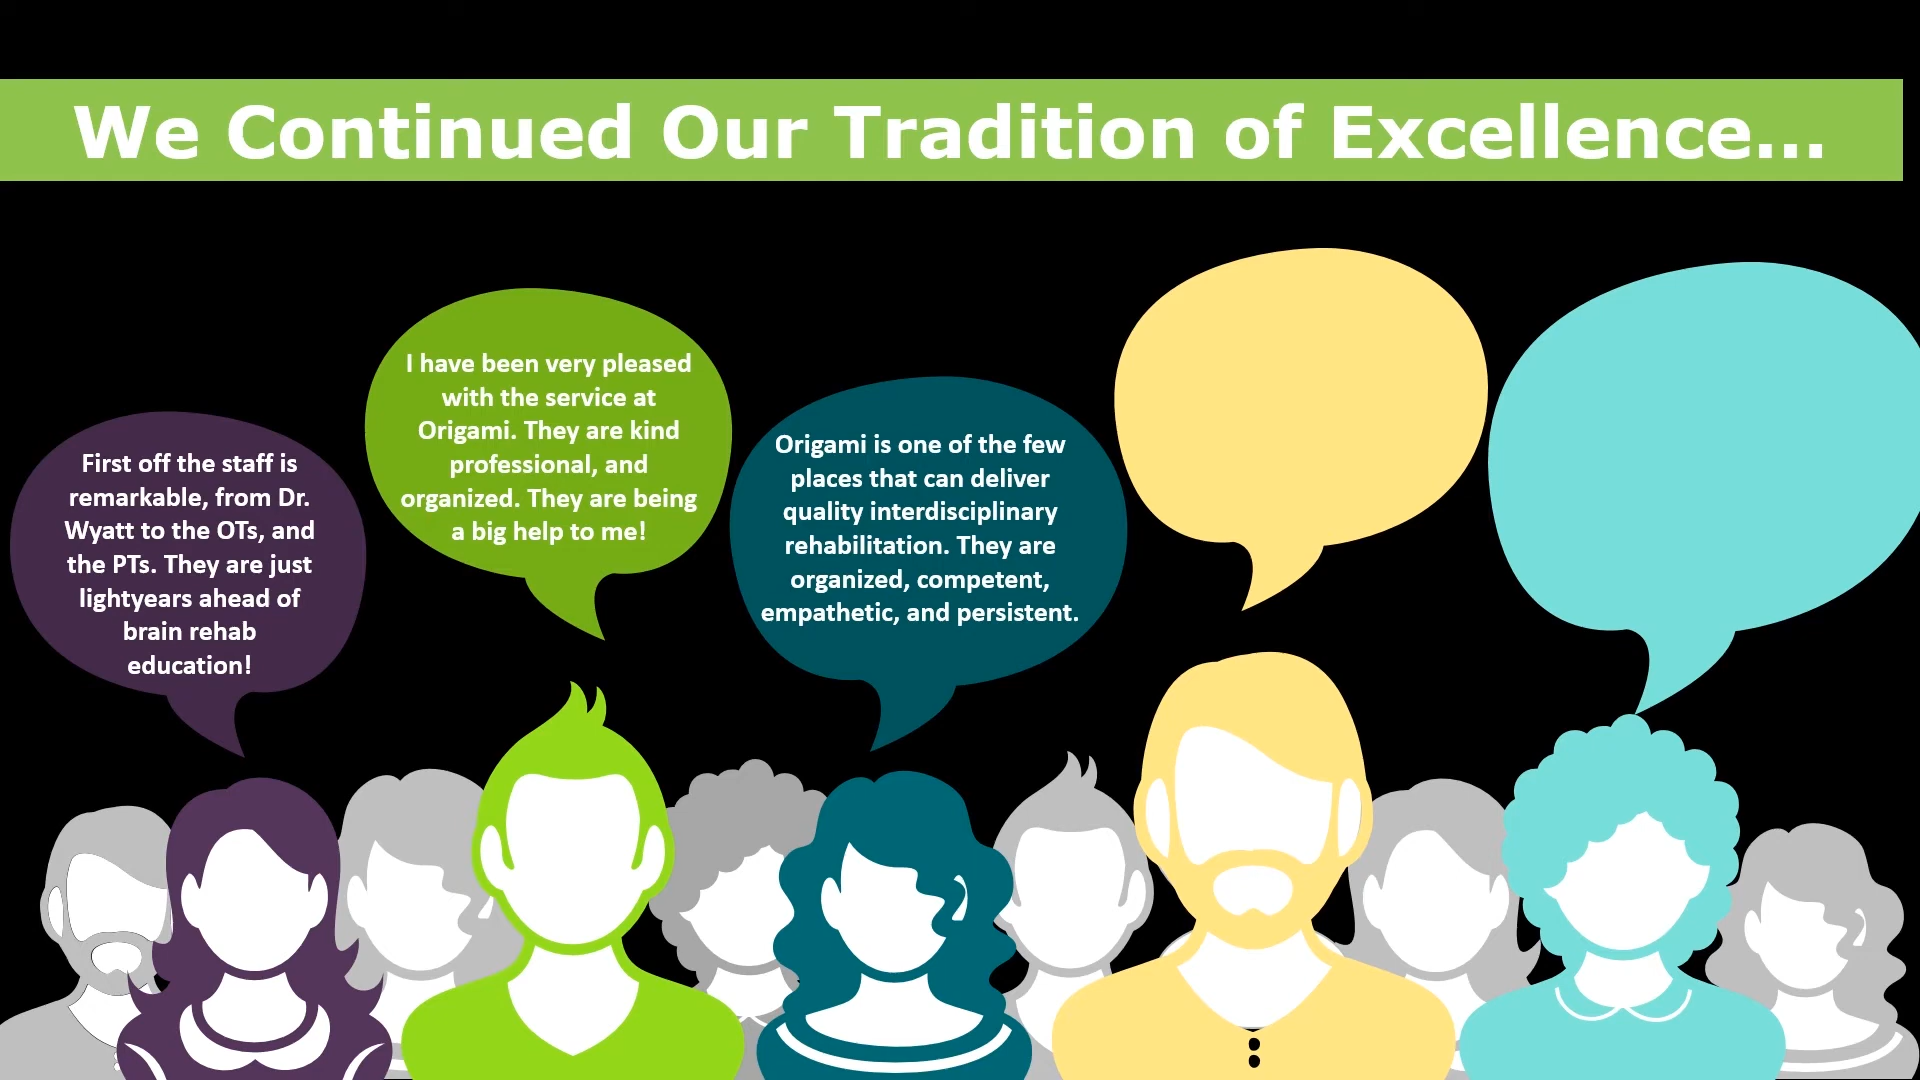 We Continued Our Tradition of Excellence...
First off the staff is
remarkable, from Dr.
Wyatt to the OTs, and
the PTs. They are just
lightyears ahead of
brain rehab
education!
I have been very pleased
with the service at
Origami. They are kind
professional, and
organized. They are being
a big help to me!
Origami is one of the few
places that can deliver
quality interdisciplinary
rehabilitation. They are
organized, competent,
empathetic, and persistent.